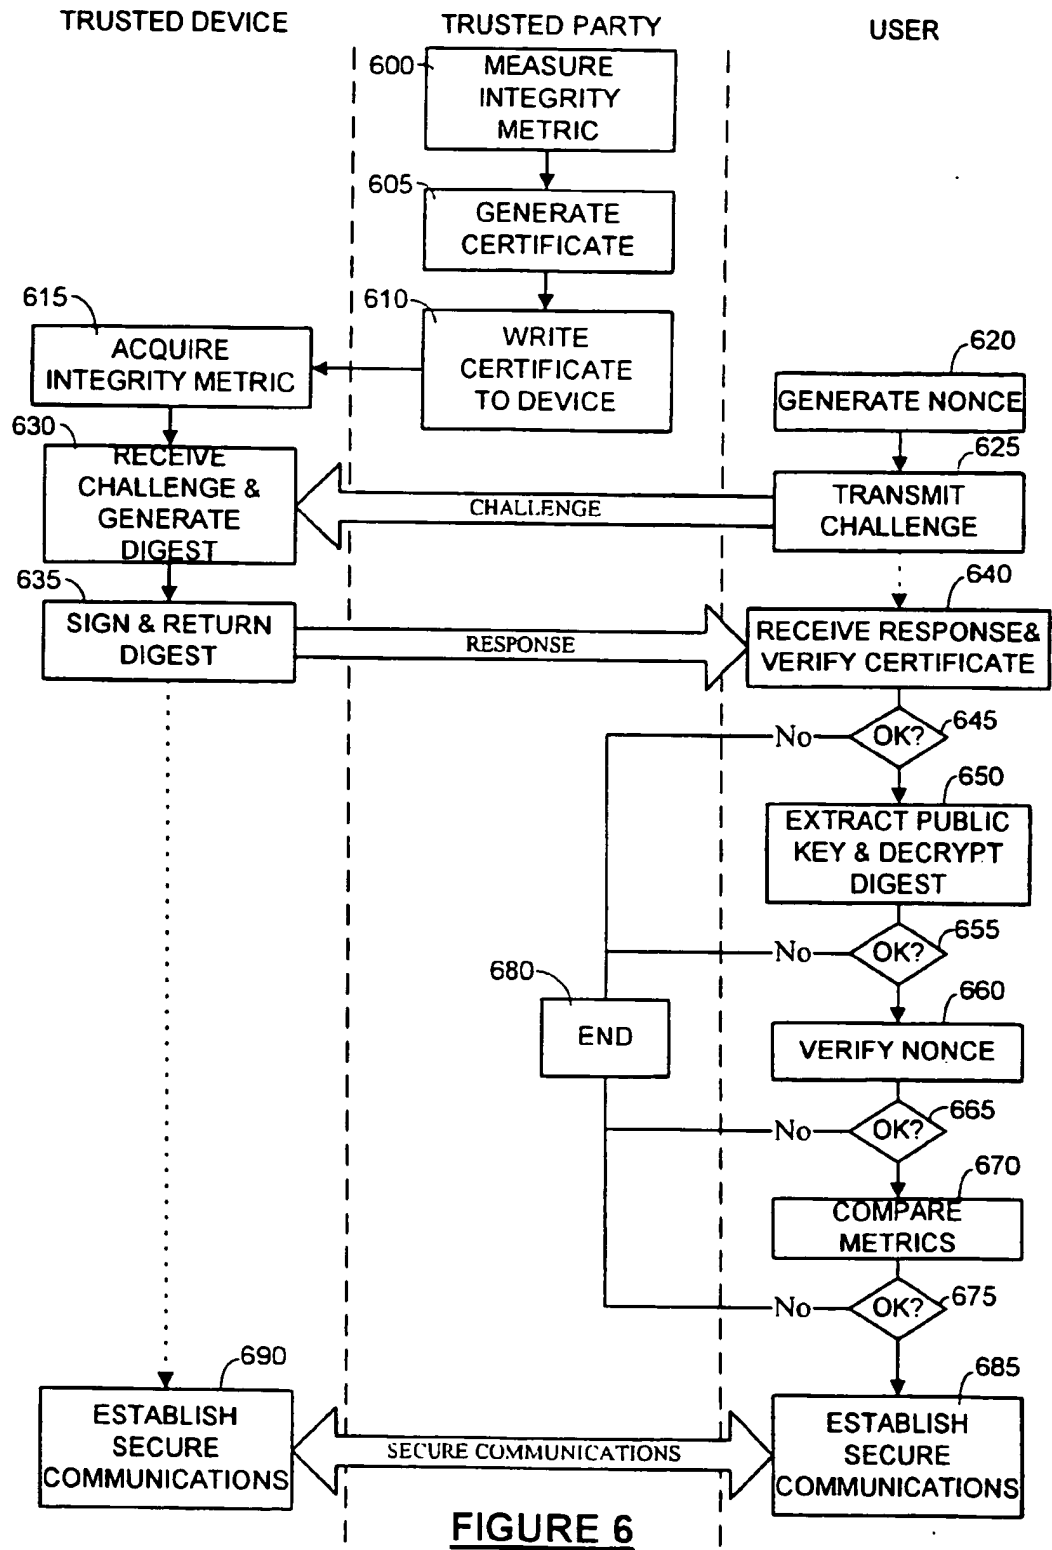 TRUSTED DEVICE
TRUSTED PARTY
USER
600
MEASURE
INTEGRITY
METRIC
605
GENERATE
CERTIFICATE
610
WRITE
CERTIFICATE
TO DEVICE
615
ACQUIRE
INTEGRITY METRIC
620
GENERATE NONCE
625
TRANSMIT
CHALLENGE
CHALLENGE
630
RECEIVE
CHALLENGE &
GENERATE
DIGEST
635
SIGN & RETURN
DIGEST
RESPONSE
640
RECEIVE RESPONSE&
VERIFY CERTIFICATE
645
OK?
No
650
EXTRACT PUBLIC
KEY & DECRYPT
DIGEST
655
OK?
No
680
END
660
VERIFY NONCE
665
OK?
No
670
COMPARE
METRICS
675
OK?
No
690
ESTABLISH
SECURE
COMMUNICATIONS
SECURE COMMUNICATIONS
685
ESTABLISH
SECURE
COMMUNICATIONS
FIGURE 6